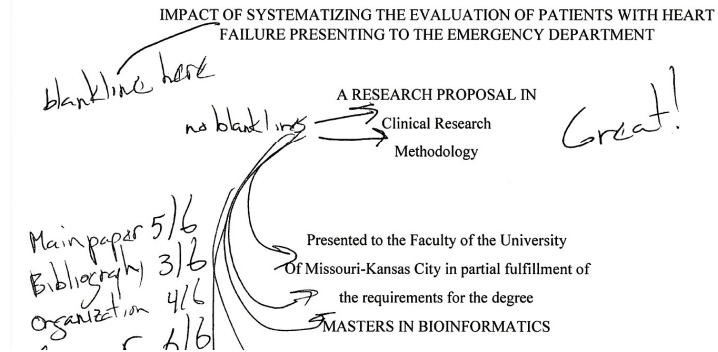 IMPACT OF SYSTEMATIZING THE EVALUATION OF PATIENTS WITH HEART
FAILURE PRESENTING TO THE EMERGENCY DEPARTMENT
blankline here
A RESEARCH PROPOSAL IN
no blanklines
Clinical Research
Great!
Methodology
Main paper 5/6
Presented to the Faculty of the University
Bibliography 3/6
Of Missouri-Kansas City in partial fulfillment of
organization 4/6
the requirements for the degree
6/6
MASTERS IN BIOINFORMATICS